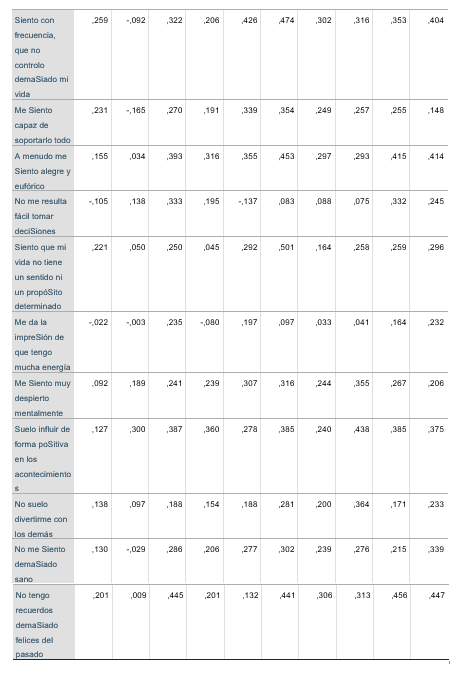 Siento con ,259 -,092 ,322 ,206 ,426 ,474 ,302 ,316 ,353 ,404
frecuencia,
que no
controlo
demaSiado mi
vida
Me Siento ,231 -,165 ,270 ,191 ,339 ,354 ,249 ,257 ,255 ,148
capaz de
soportarlo todo
A menudo me ,155 ,034 ,393 ,316 ,355 ,453 ,297 ,293 ,415 ,414
Siento alegre y
eufórico
No me resulta -,105 ,138 ,333 ,195 -,137 ,083 ,088 ,075 ,332 ,245
fácil tomar
deciSiones
Siento que mi ,221 ,050 ,250 ,045 ,292 ,501 ,164 ,258 ,259 ,296
vida no tiene
un sentido ni
un propóSito
determinado
Me da la -,022 -,003 ,235 -,080 ,197 ,097 ,033 ,041 ,164 ,232
impreSión de
que tengo
mucha energía
Me Siento muy ,092 ,189 ,241 ,239 ,307 ,316 ,244 ,355 ,267 ,206
despierto
mentalmente
Suelo influir de ,127 ,300 ,387 ,360 ,278 ,385 ,240 ,438 ,385 ,375
forma poSitiva
en los
acontecimiento
s
No suelo ,138 ,097 ,188 ,154 ,188 ,281 ,200 ,364 ,171 ,233
divertirme con
los demás
No me Siento ,130 -,029 ,286 ,206 ,277 ,302 ,239 ,276 ,215 ,339
demaSiado
sano
No tengo ,201 ,009 ,445 ,201 ,132 ,441 ,306 ,313 ,456 ,447
recuerdos
demaSiado
felices del
pasado